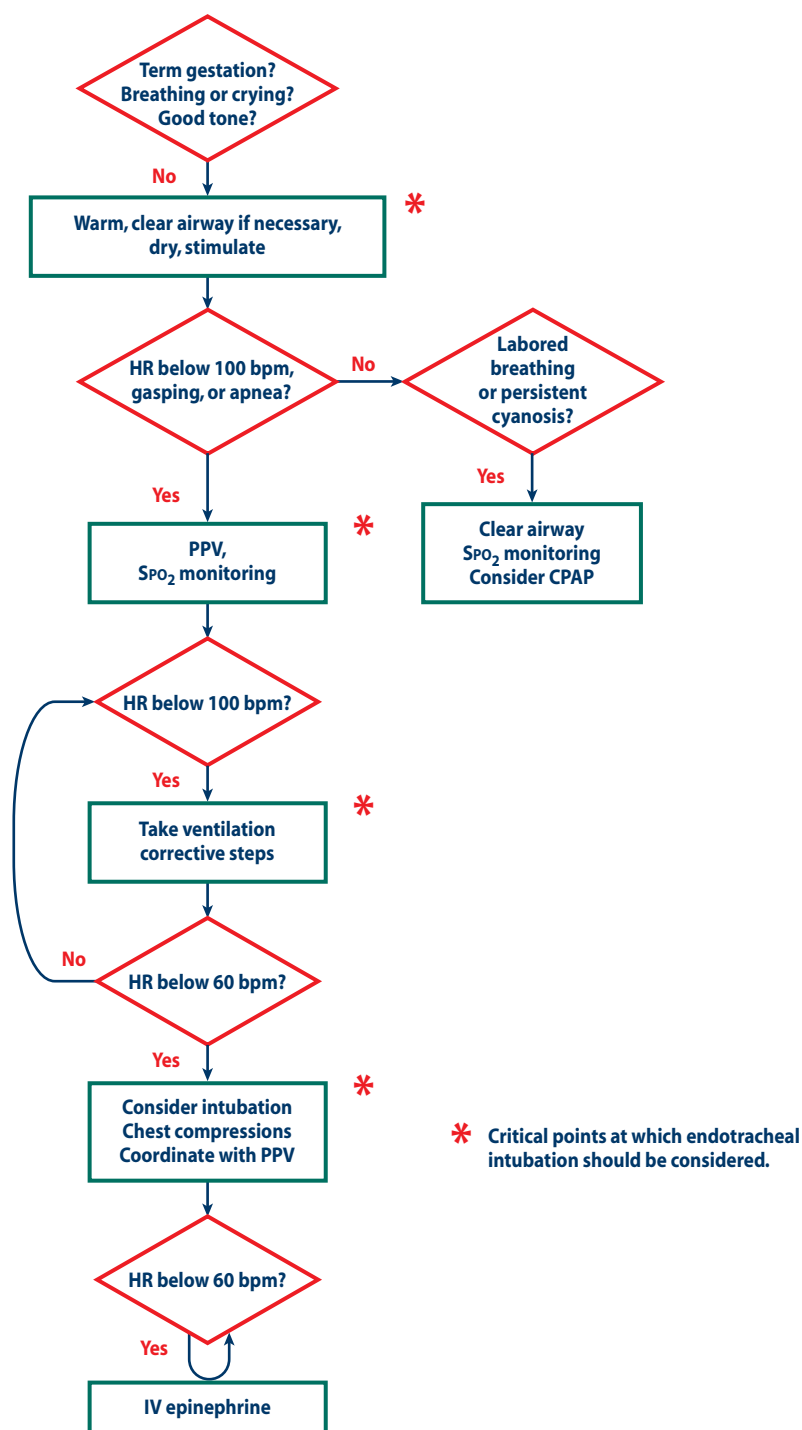 Term gestation?
Breathing or crying?
Good tone?
No
*
Warm, clear airway if necessary,
dry, stimulate
HR below 100 bpm,
gasping, or apnea?
No
Labored
breathing
or persistent
cyanosis?
Yes
Yes
PPV,
SPO₂ monitoring
*
Clear airway
SPO₂ monitoring
Consider CPAP
HR below 100 bpm?
Yes
*
Take ventilation
corrective steps
No
HR below 60 bpm?
Yes
*
Consider intubation
Chest compressions
Coordinate with PPV
* Critical points at which endotracheal
intubation should be considered.
HR below 60 bpm?
Yes
IV epinephrine